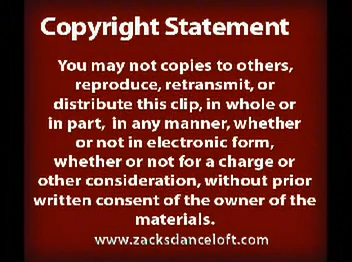 Copyright Statement
You may not copies to others,
reproduce, retransmit, or
distribute this clip, in whole or
in part, in any manner, whether
or not in electronic form,
whether or not for a charge or
other consideration, without prior
written consent of the owner of the
materials.
www.zacksdanceloft.com